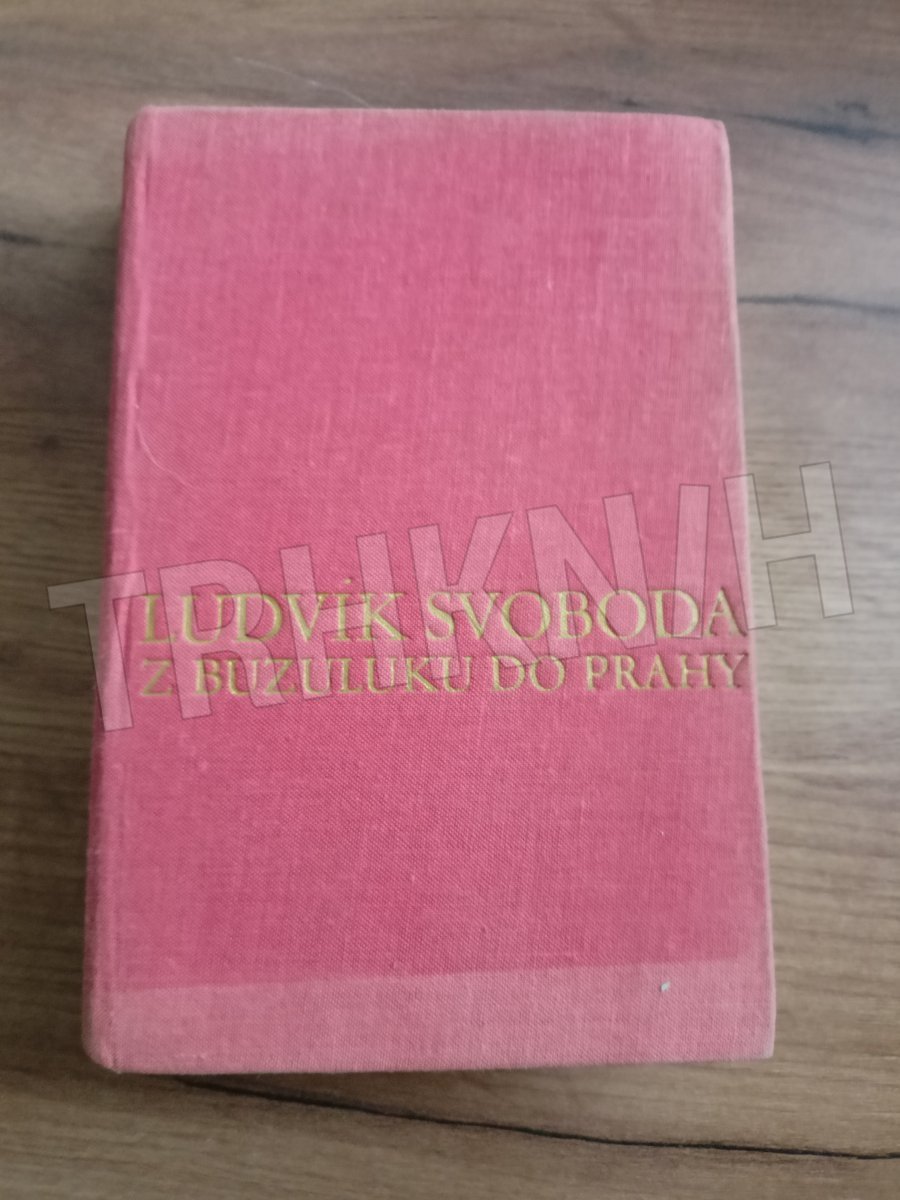 LUDVÍK SVOBODA
Z BUZULUKU DO PRAHY
TRHKNIH